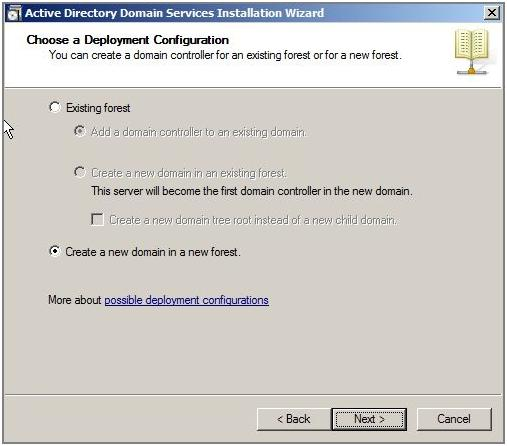 Active Directory Domain Services Installation Wizard
Choose a Deployment Configuration
You can create a domain controller for an existing forest or for a new forest.
Existing forest
Add a domain controller to an existing domain.
Create a new domain in an existing forest.
This server will become the first domain controller in the new domain.
Create a new domain tree root instead of a new child domain.
Create a new domain in a new forest.
More about possible deployment configurations
< Back Next > Cancel